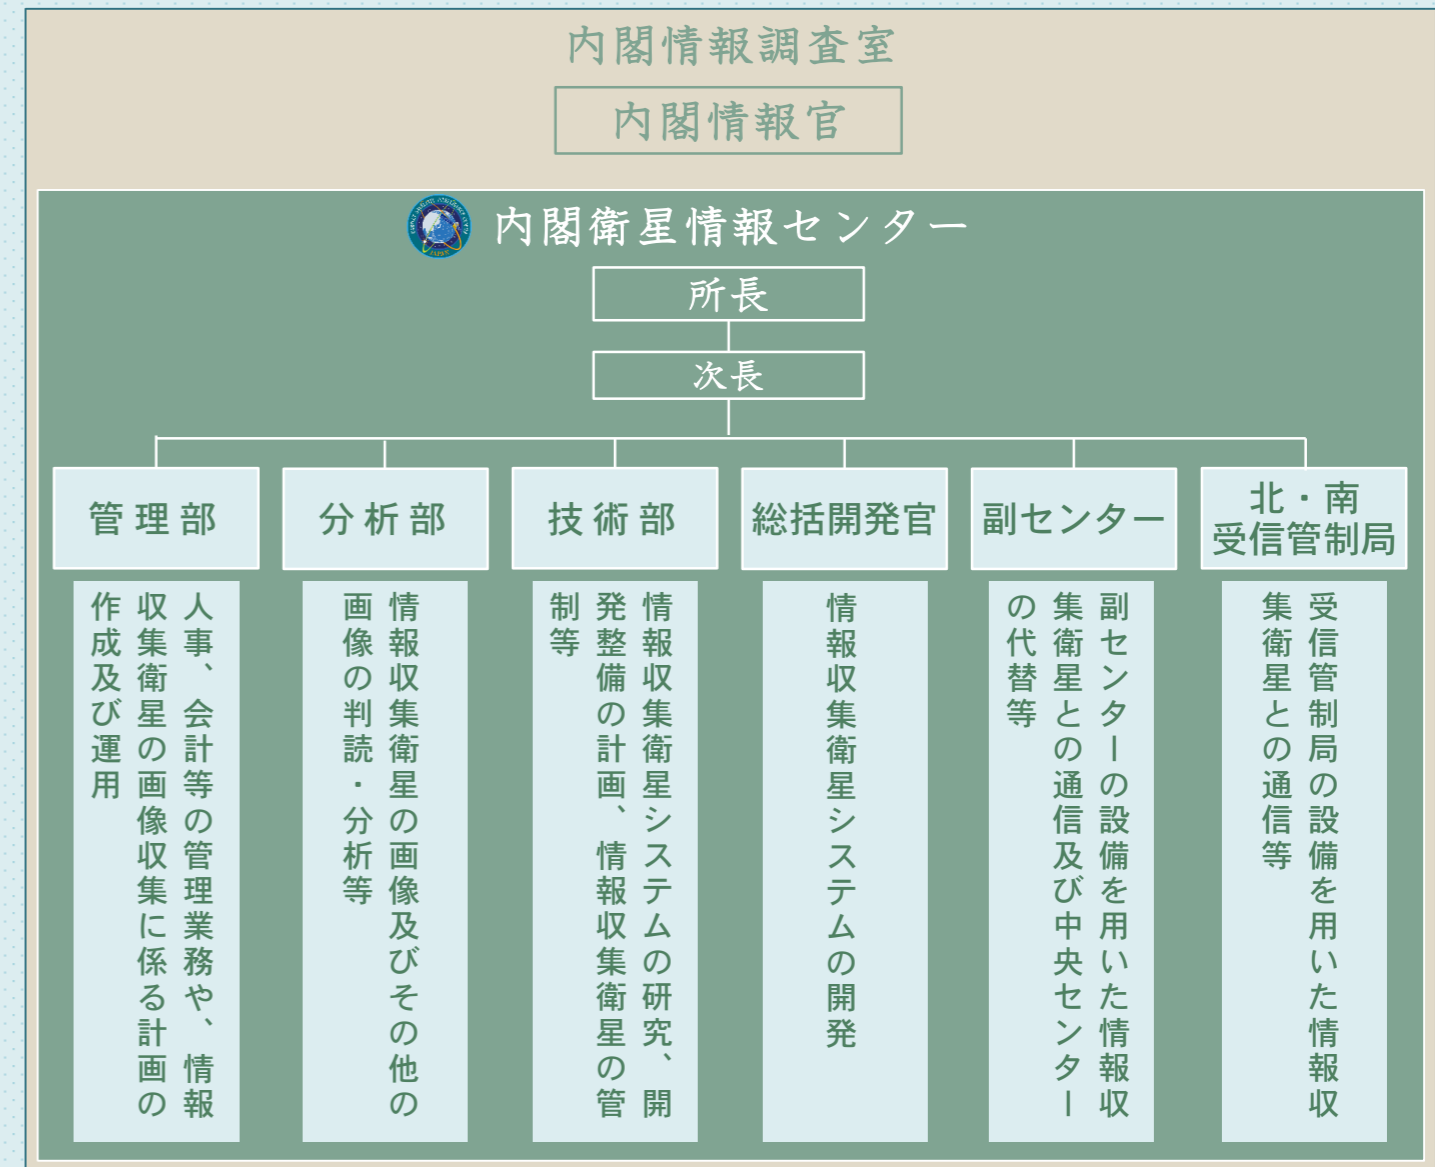 内閣情報調査室
内閣情報官
内閣衛星情報センター
所長
次長
管理部
人事、会計等の管理業務や、情報
収集衛星の画像収集に係る計画の
作成及び運用
分析部
情報収集衛星の画像及びその他の
画像の判読・分析等
技術部
情報収集衛星システムの研究、開
発整備の計画、情報収集衛星の管
制等
総括開発官
情報収集衛星システムの開発
副センター
副センターの設備を用いた情報収
集衛星との通信及び中央センター
の代替等
北・南
受信管制局
受信管制局の設備を用いた情報収
集衛星との通信等